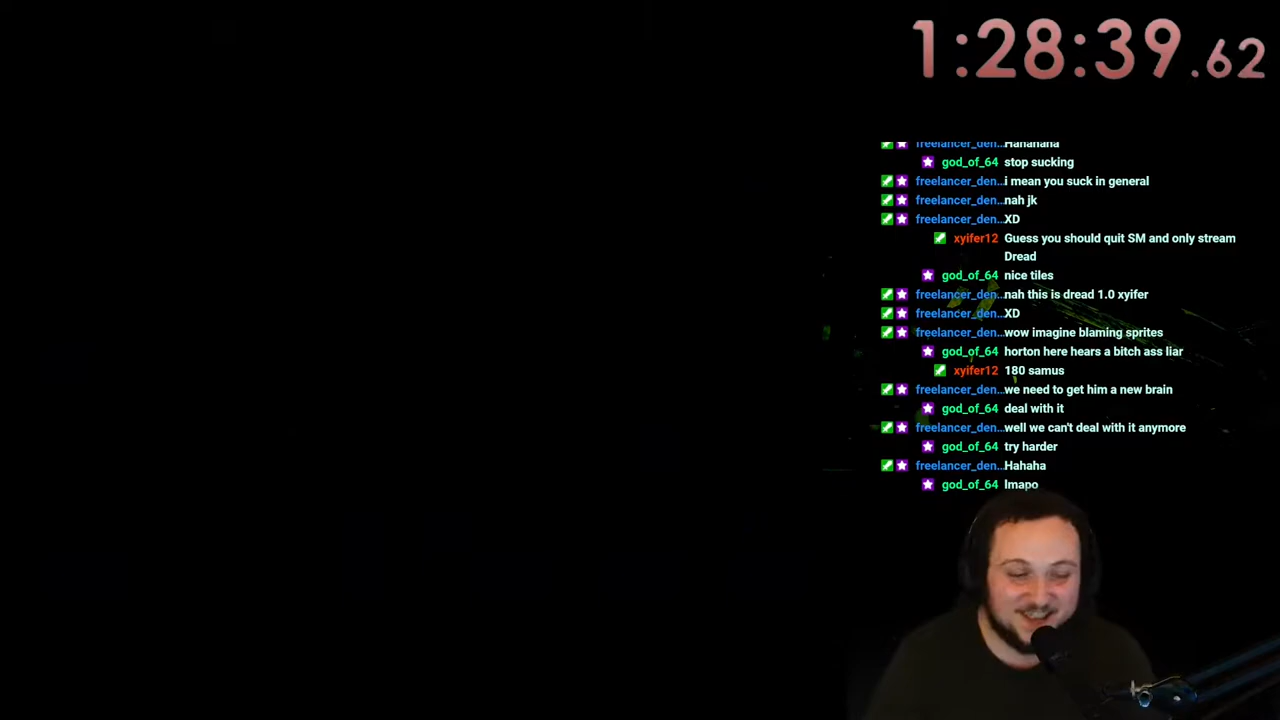 1:28:39.62
freelancer_den... Hahahaha
god_of_64 stop sucking
freelancer_den... i mean you suck in general
freelancer_den... nah jk
freelancer_den... XD
xyifer12 Guess you should quit SM and only stream
Dread
god_of_64 nice tiles
freelancer_den... nah this is dread 1.0 xyifer
freelancer_den... XD
freelancer_den... wow imagine blaming sprites
god_of_64 horton here hears a bitch ass liar
xyifer12 180 samus
freelancer_den... we need to get him a new brain
god_of_64 deal with it
freelancer_den... well we can't deal with it anymore
god_of_64 try harder
freelancer_den... Hahaha
god_of_64 lmapo